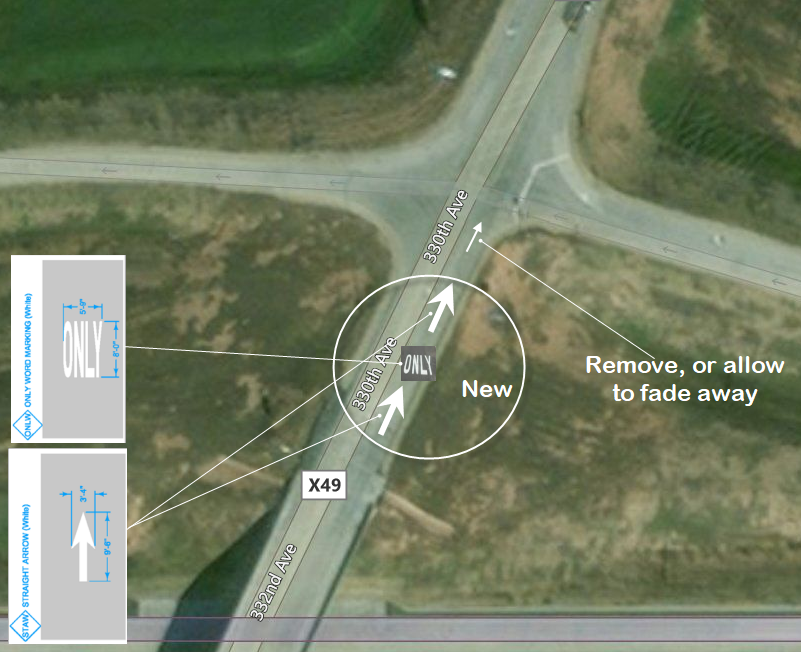 330th Ave
330th Ave
ONLY
New
Remove, or allow
to fade away
X49
332nd Ave
ONLW
ONLY WORD MARKING (White)
5'-9"
8'-0"
ONLY
STAW
STRAIGHT ARROW (White)
3'-4"
9'-6"